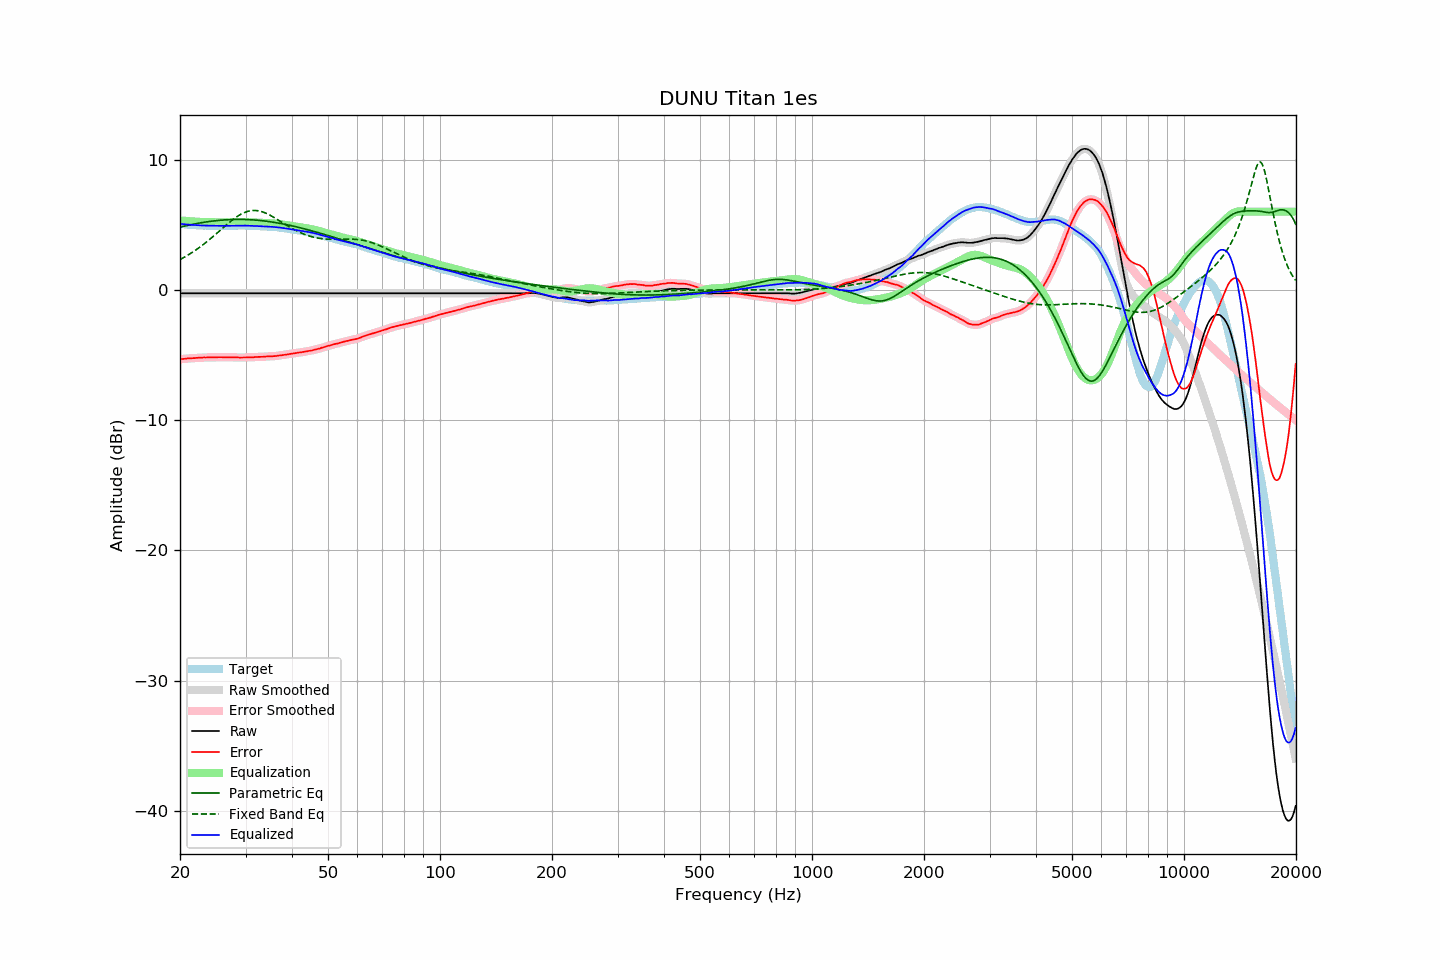 DUNU Titan 1es
Amplitude (dBr)
10
0
−10
−20
−30
−40
Target
Raw Smoothed
Error Smoothed
Raw
Error
Equalization
Parametric Eq
Fixed Band Eq
Equalized
20 50 100 200 500 1000 2000 5000 10000 20000
Frequency (Hz)